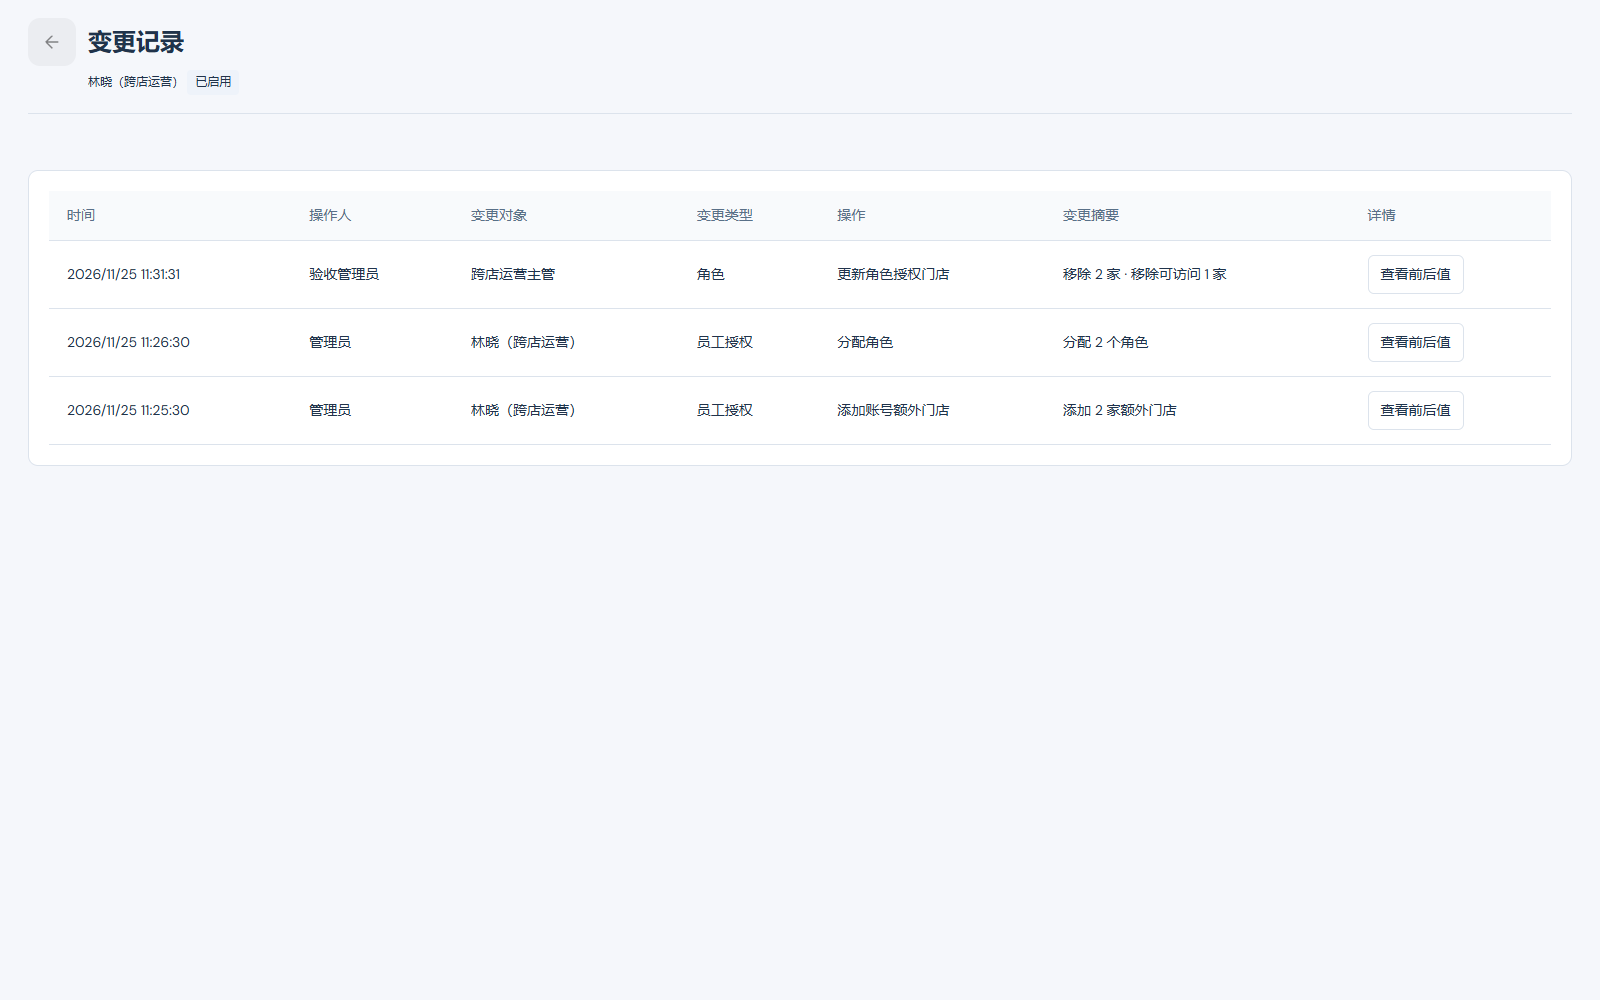 变更记录
林晓（跨店运营） 已启用
时间 操作人 变更对象 变更类型 操作 变更摘要 详情
2026/11/25 11:31:31 验收管理员 跨店运营主管 角色 更新角色授权门店 移除 2 家 · 移除可访问 1 家 查看前后值
2026/11/25 11:26:30 管理员 林晓（跨店运营） 员工授权 分配角色 分配 2 个角色 查看前后值
2026/11/25 11:25:30 管理员 林晓（跨店运营） 员工授权 添加账号额外门店 添加 2 家额外门店 查看前后值